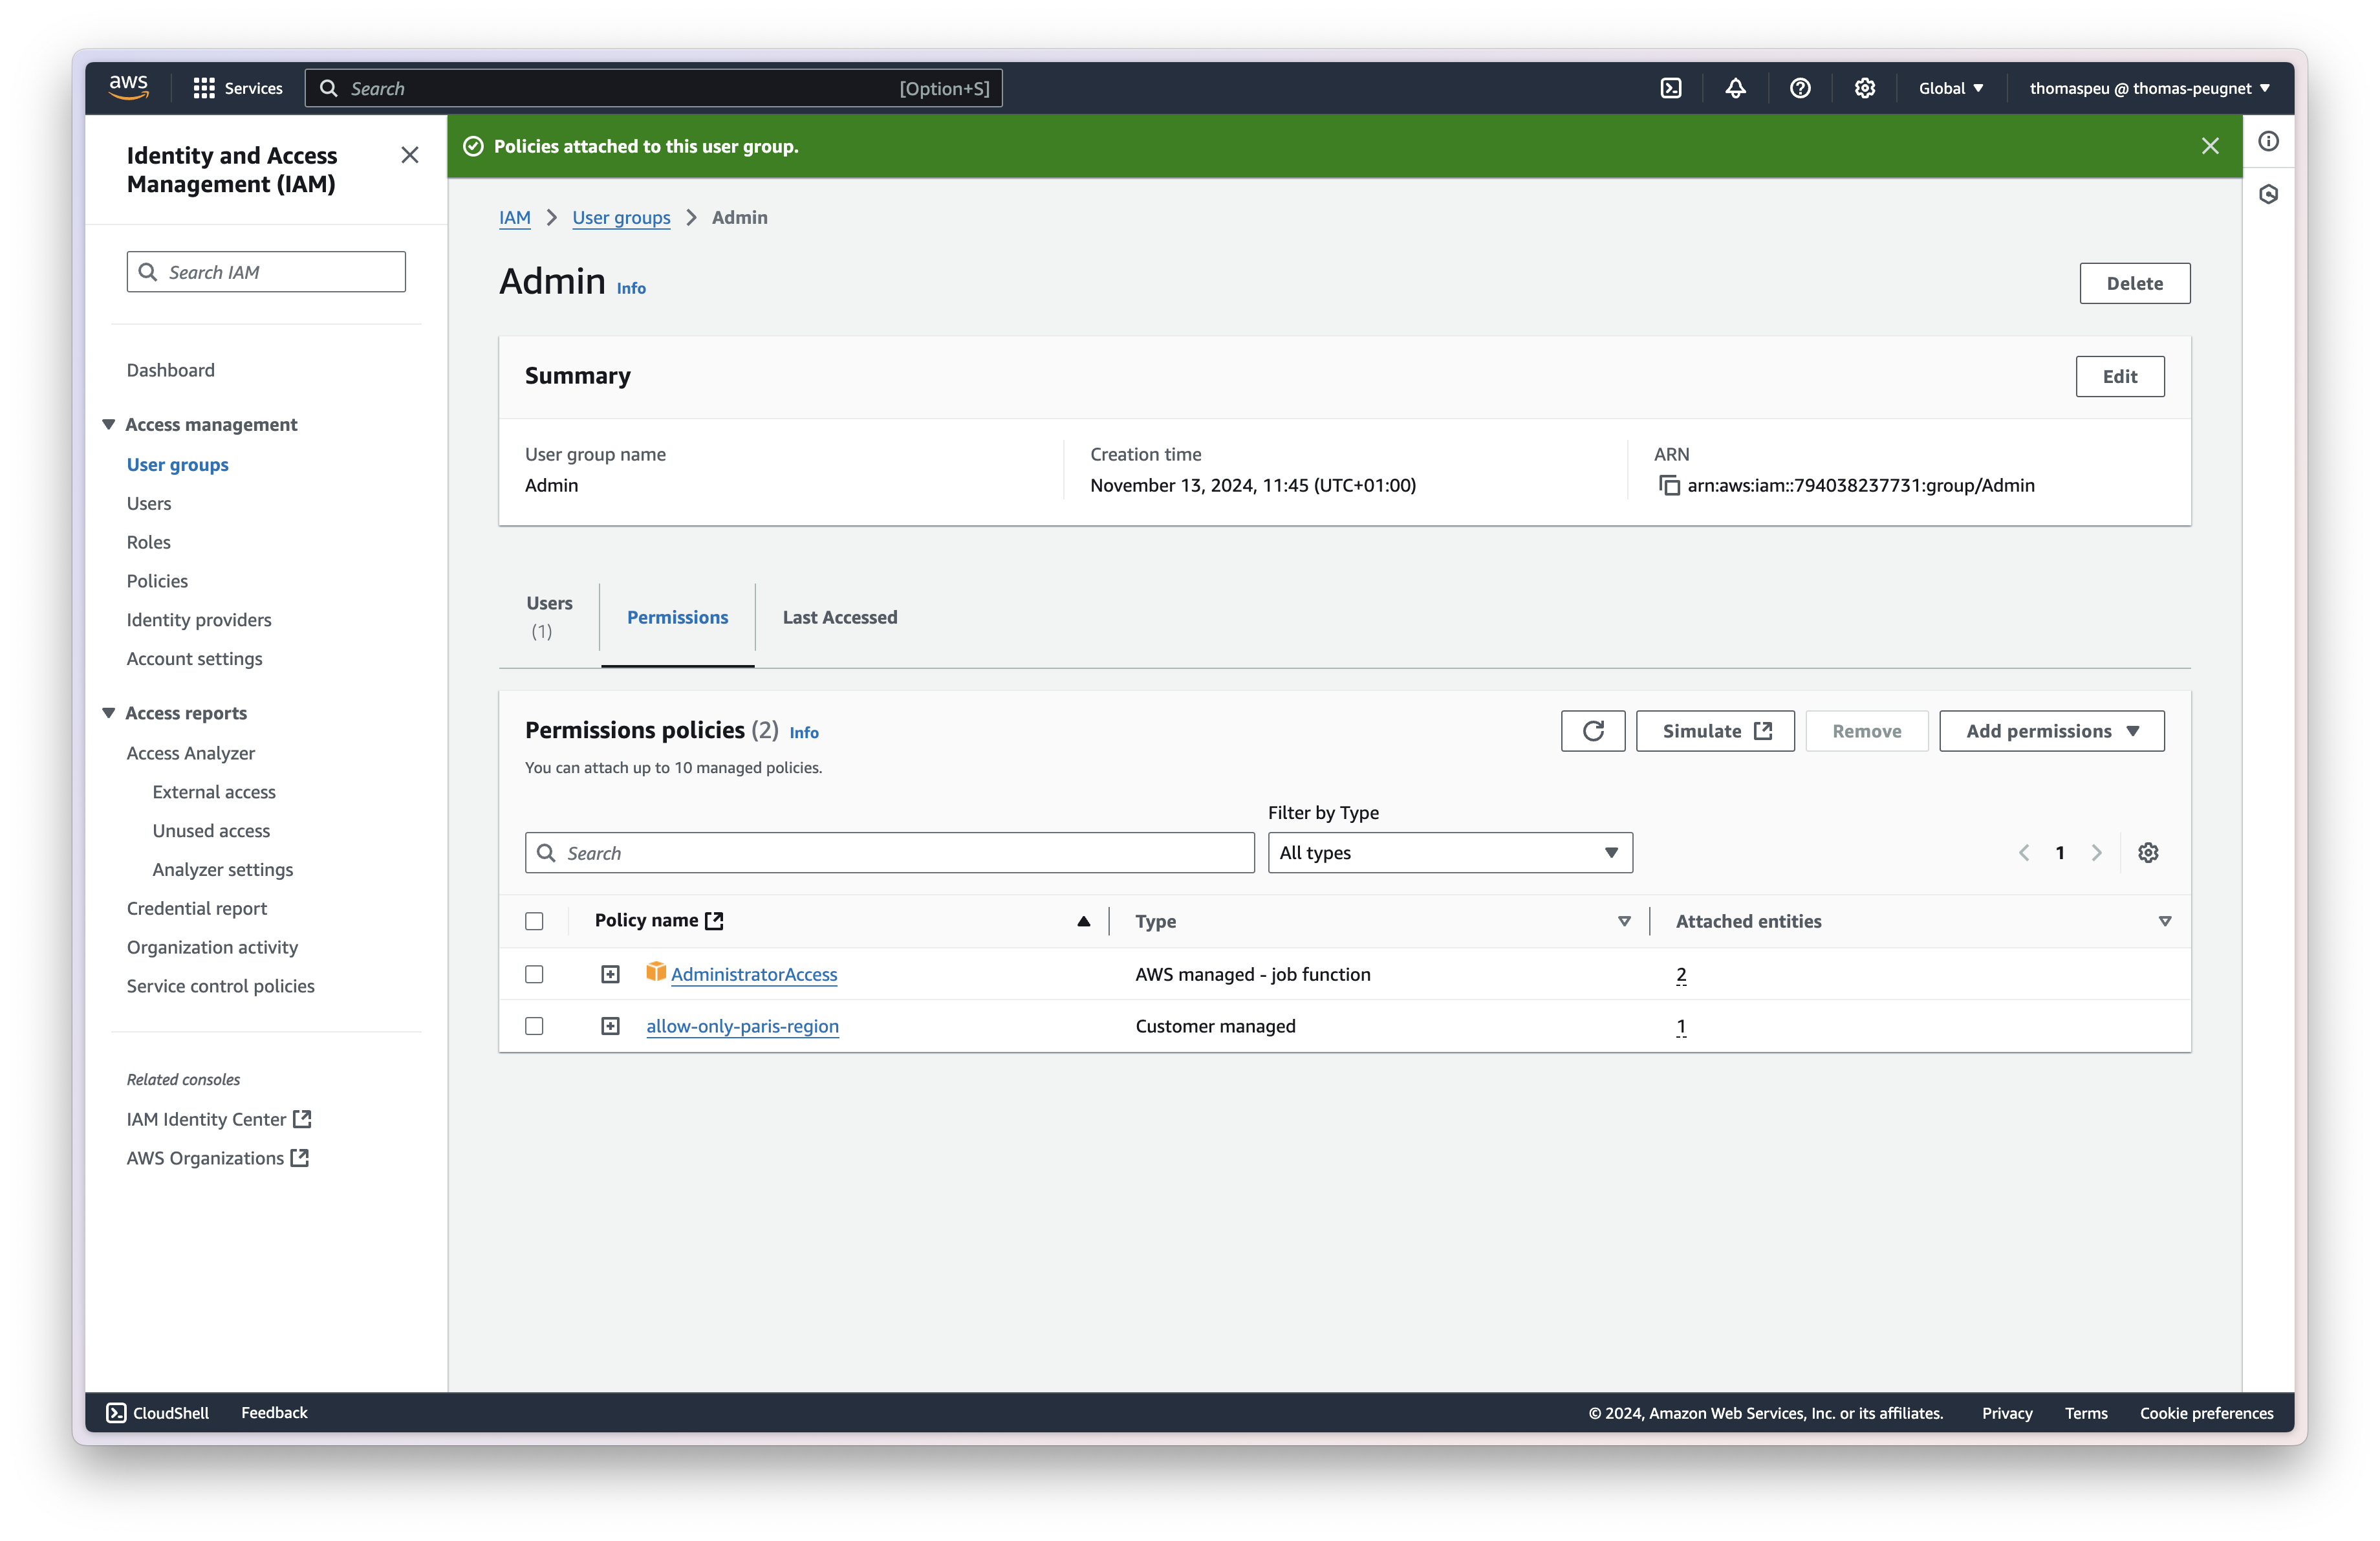 aws
Services
Search
[Option+S]
Global
thomaspeu @ thomas-peugnet
Identity and Access
Management (IAM)
Search IAM
Dashboard
Access management
User groups
Users
Roles
Policies
Identity providers
Account settings
Access reports
Access Analyzer
External access
Unused access
Analyzer settings
Credential report
Organization activity
Service control policies
Related consoles
IAM Identity Center
AWS Organizations
Policies attached to this user group.
IAM > User groups > Admin
Admin Info
Delete
Summary
Edit
User group name
Admin
Creation time
November 13, 2024, 11:45 (UTC+01:00)
ARN
arn:aws:iam::794038237731:group/Admin
Users
(1)
Permissions
Last Accessed
Permissions policies (2) Info
You can attach up to 10 managed policies.
Simulate
Remove
Add permissions
Filter by Type
Search
All types
1
Policy name
Type
Attached entities
AdministratorAccess
AWS managed - job function
2
allow-only-paris-region
Customer managed
1
CloudShell
Feedback
© 2024, Amazon Web Services, Inc. or its affiliates.
Privacy
Terms
Cookie preferences